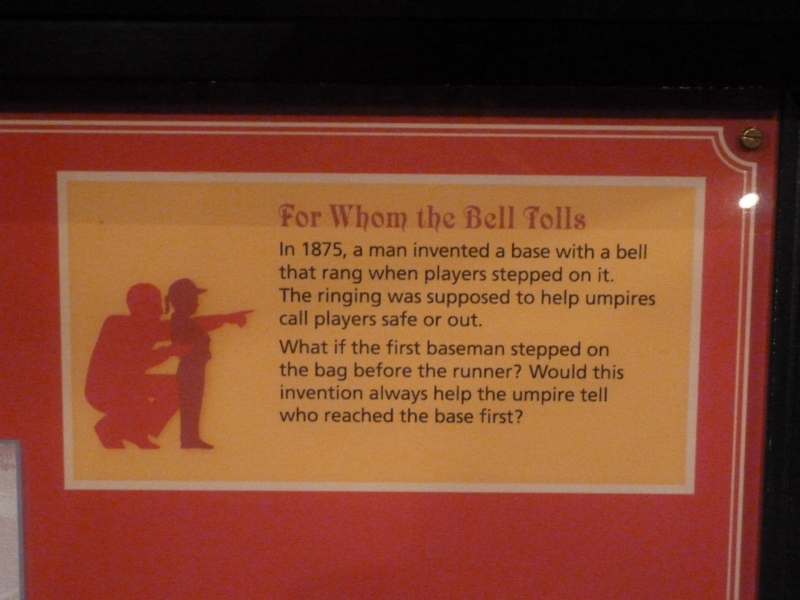 For Whom the Bell Tolls
In 1875, a man invented a base with a bell
that rang when players stepped on it.
The ringing was supposed to help umpires
call players safe or out.
What if the first baseman stepped on
the bag before the runner? Would this
invention always help the umpire tell
who reached the base first?